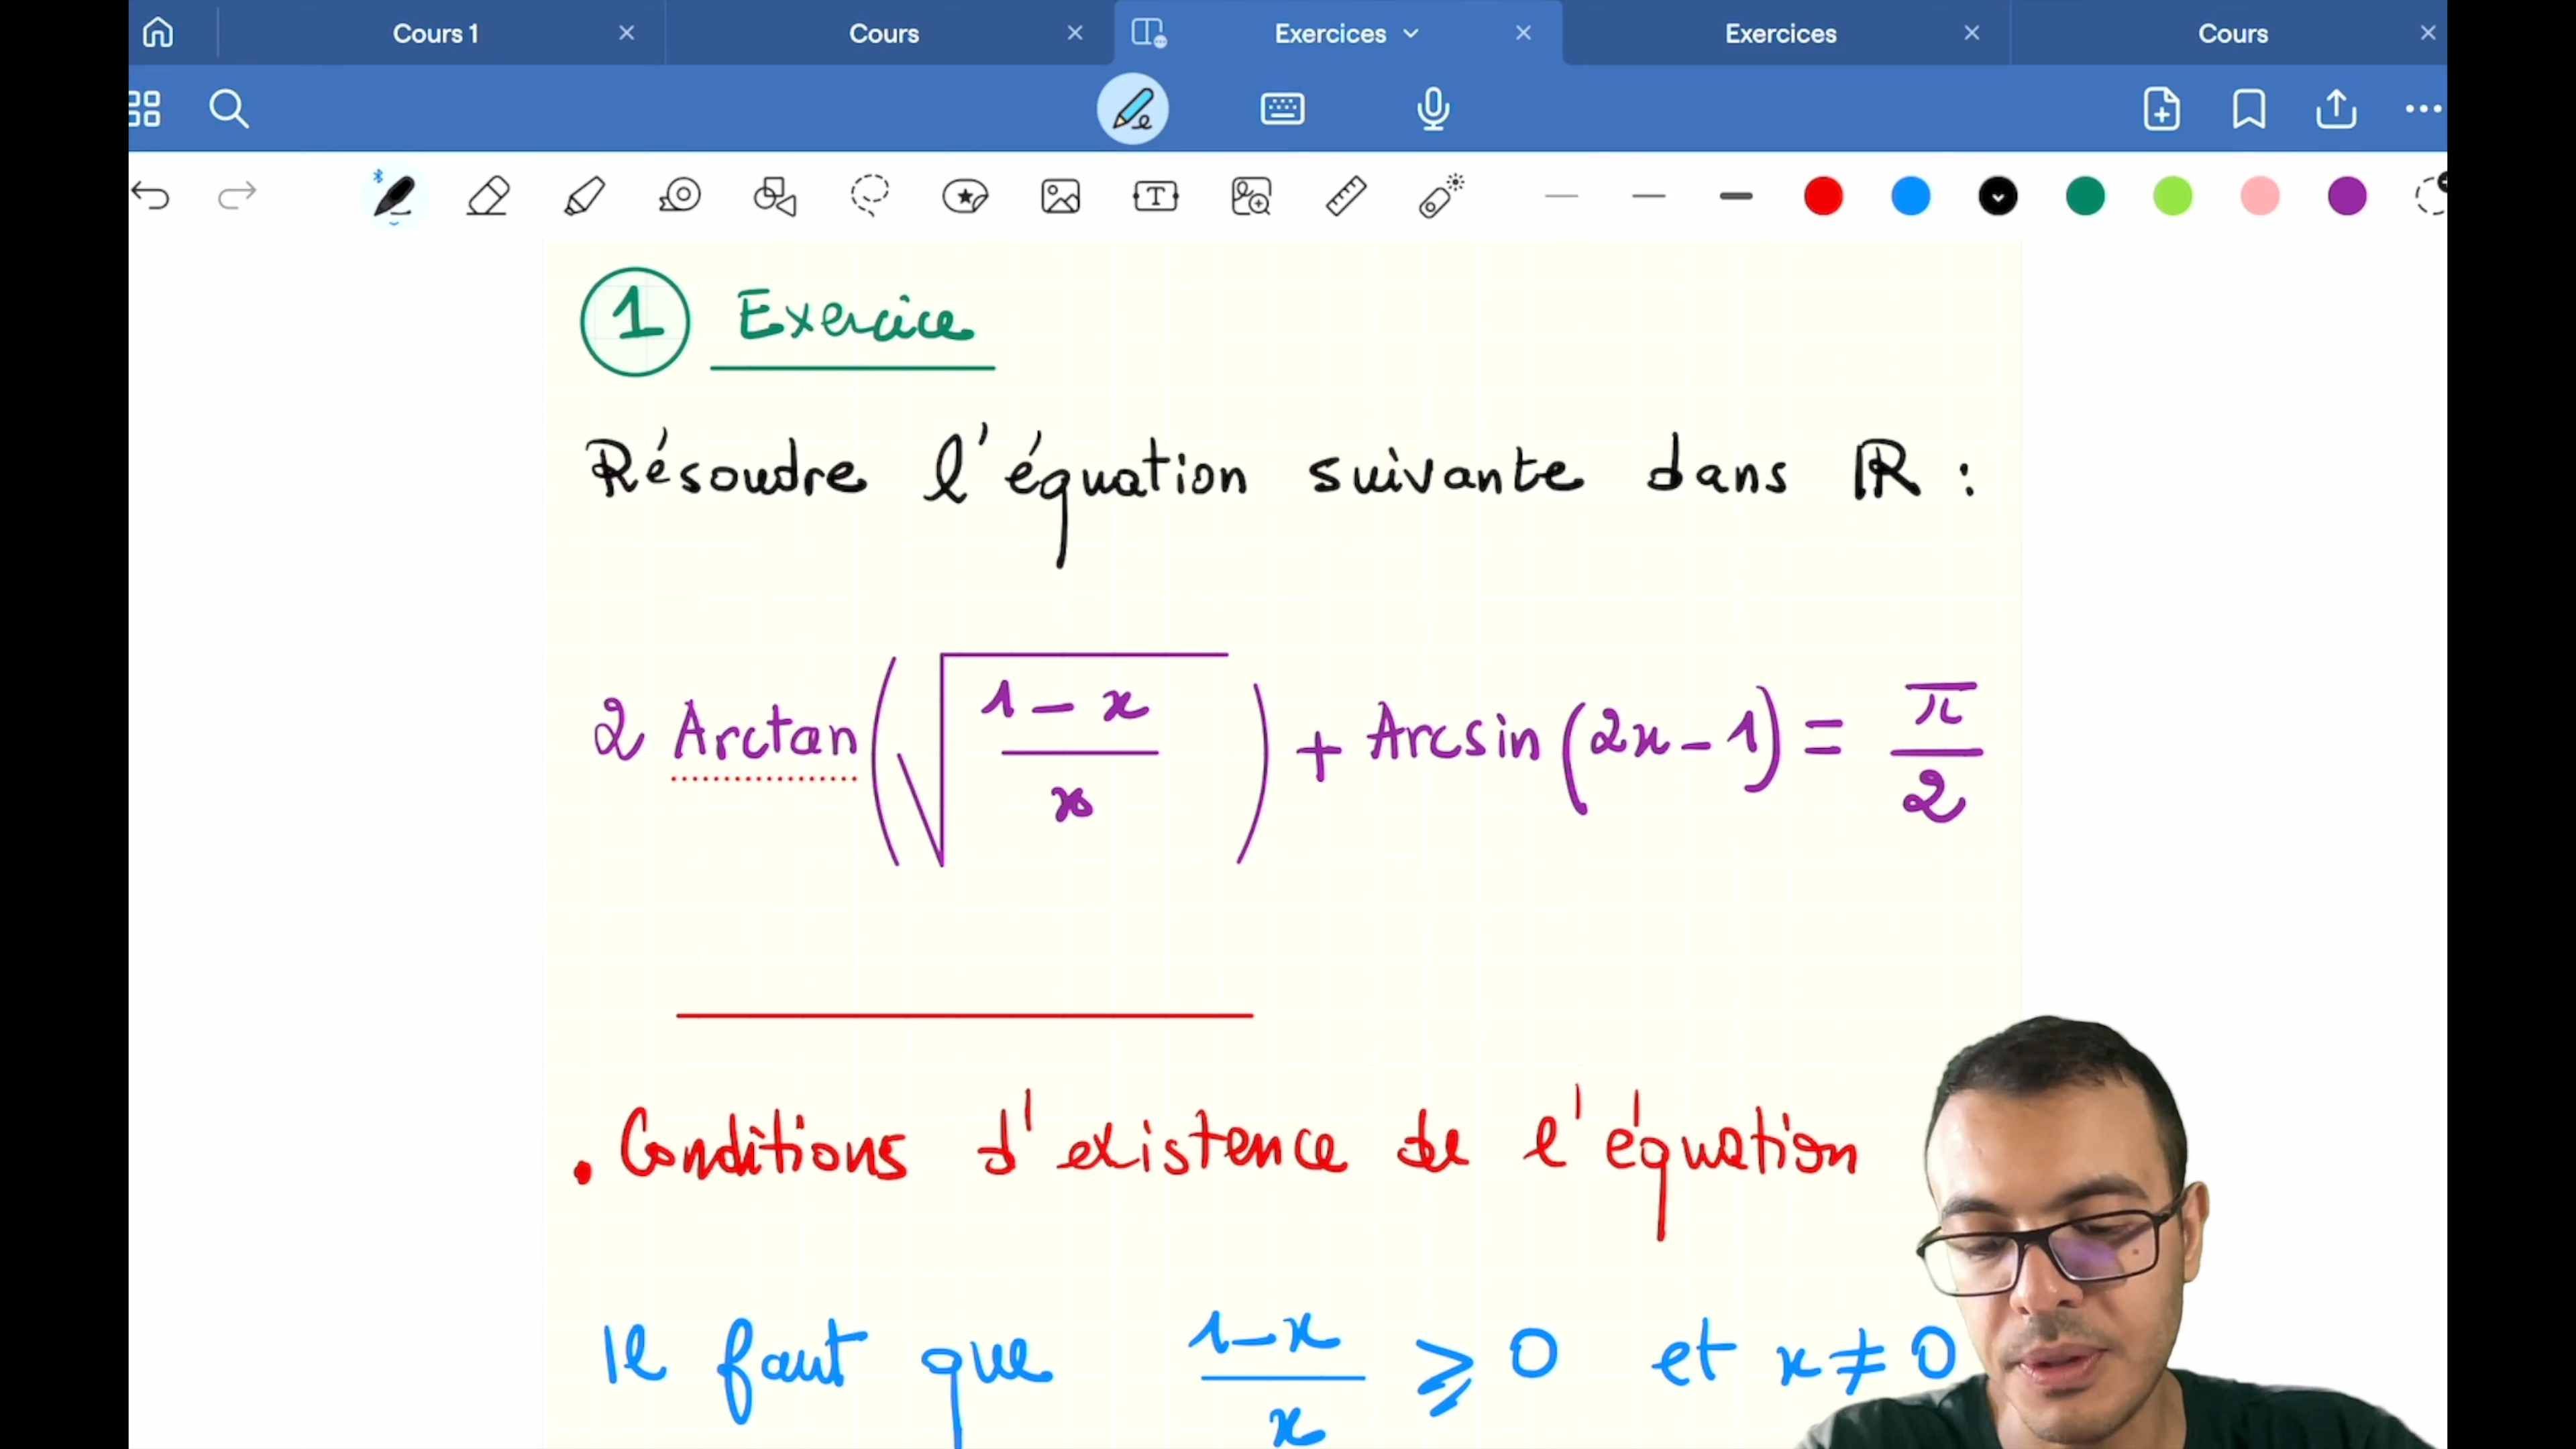 Cours 1 Cours Exercices Exercices Cours
1 Exercice
Résoudre l'équation suivante dans ℝ :
2 Arctan(√((1-x)/x)) + Arcsin(2x-1) = π/2
. Conditions d'existence de l'équation
Il faut que (1-x)/x ⩾ 0 et x ≠ 0